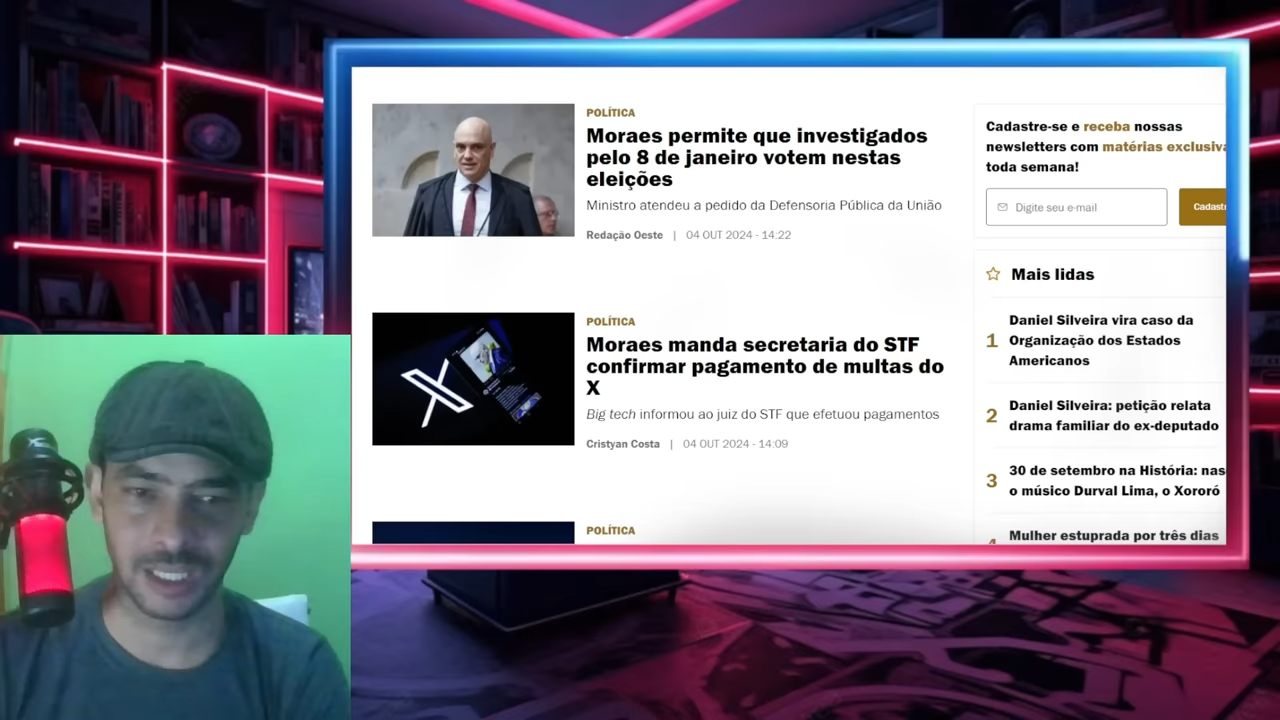 POLÍTICA
Moraes permite que investigados
pelo 8 de janeiro votem nestas
eleições
Ministro atendeu a pedido da Defensoria Pública da União
Redação Oeste | 04 OUT 2024 - 14:22
POLÍTICA
Moraes manda secretaria do STF
confirmar pagamento de multas do
X
Big tech informou ao juiz do STF que efetuou pagamentos
Cristyan Costa | 04 OUT 2024 - 14:09
POLÍTICA
Cadastre-se e receba nossas
newsletters com matérias exclusiva
toda semana!
Digite seu e-mail
Cadast
Mais lidas
1
Daniel Silveira vira caso da
Organização dos Estados
Americanos
2
Daniel Silveira: petição relata
drama familiar do ex-deputado
3
30 de setembro na História: nas
o músico Durval Lima, o Xororó
Mulher estuprada por três dias